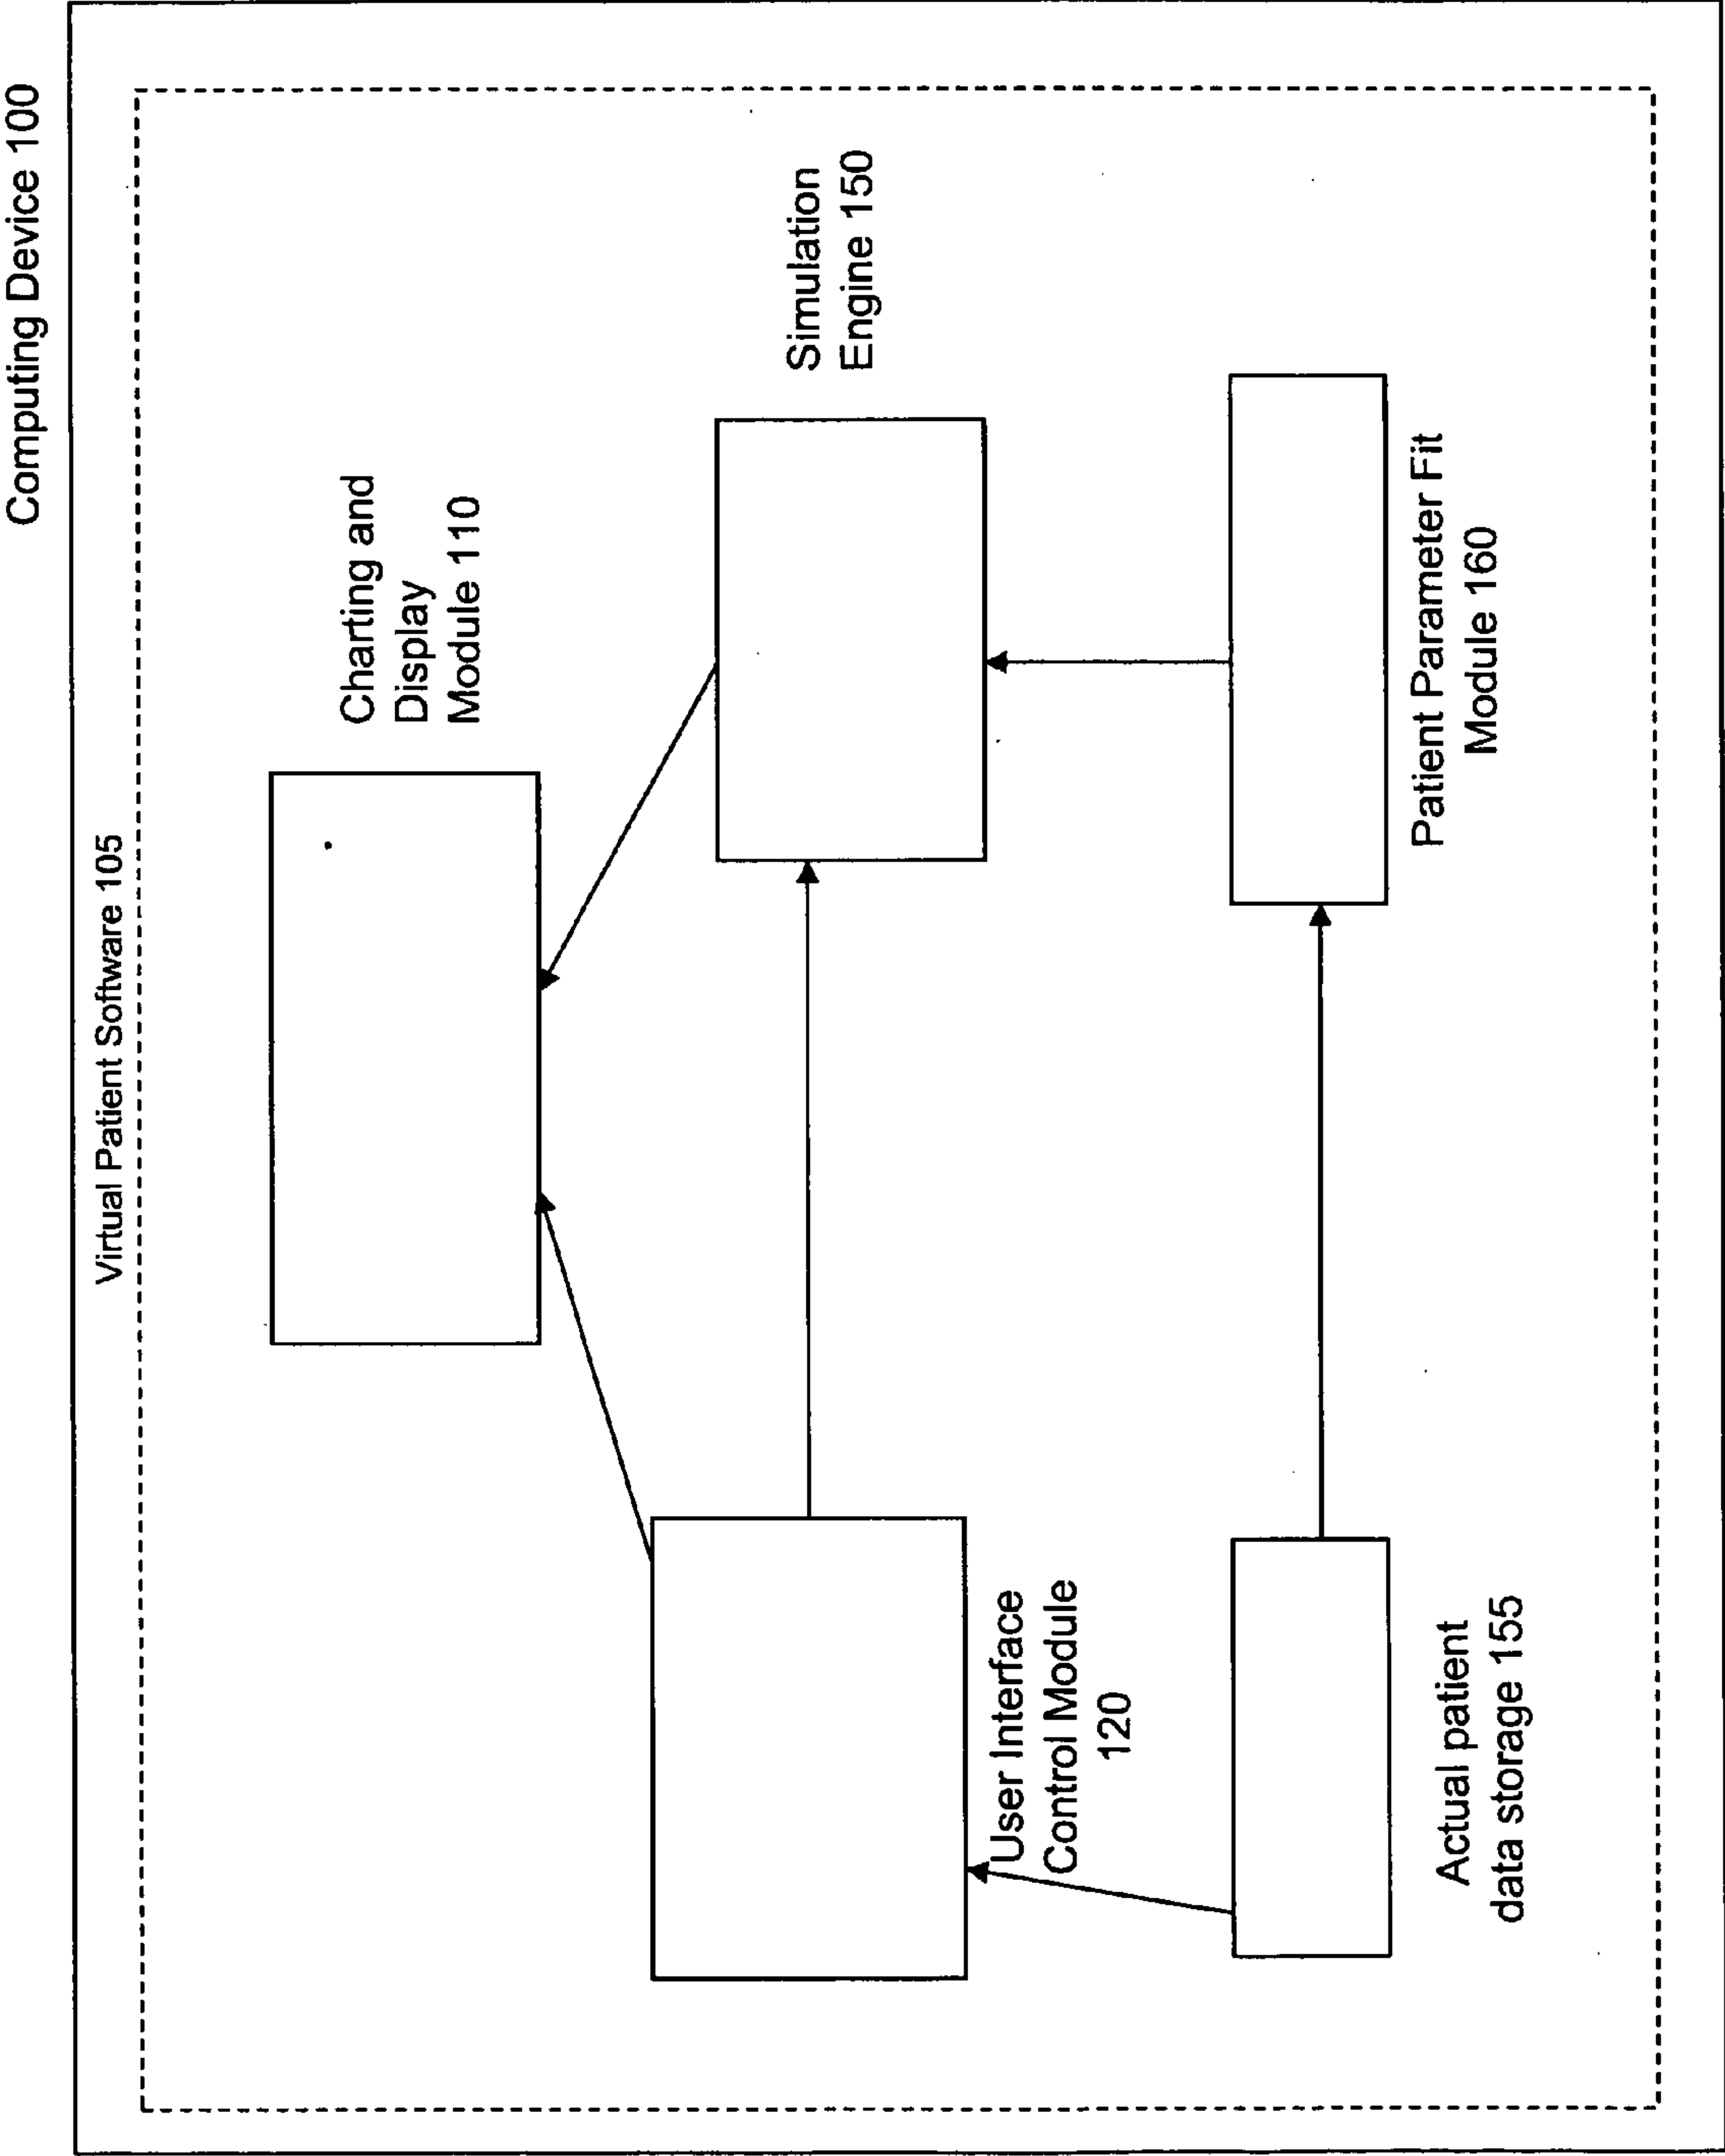 Computing Device 100
Virtual Patient Software 105
Charting and
Display
Module 110
Simulation
Engine 150
User Interface
Control Module
120
Patient Parameter Fit
Module 160
Actual patient
data storage 155